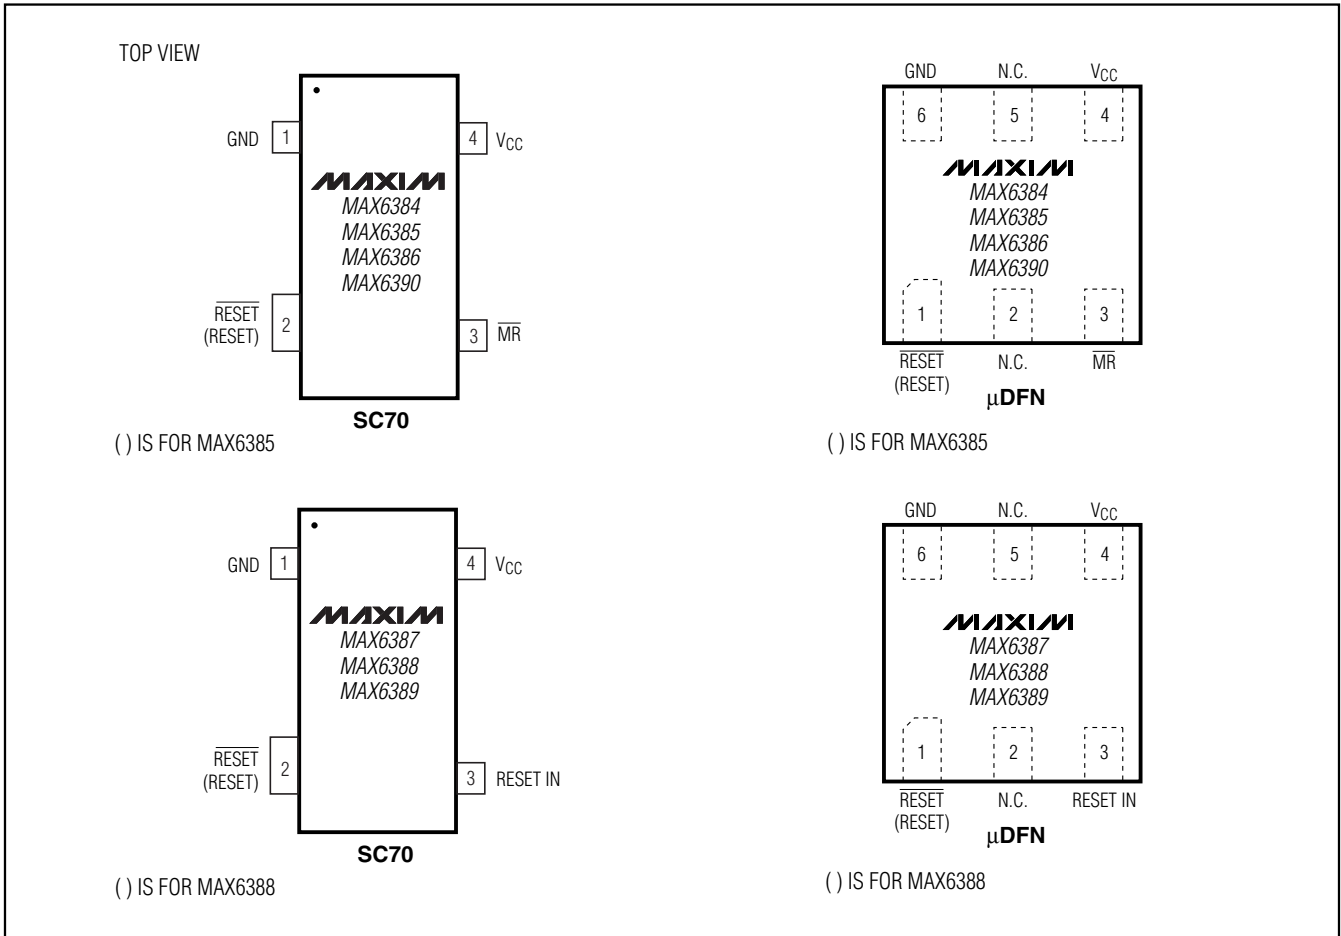 TOP VIEW
GND 1
4 VCC
MAXIM
MAX6384
MAX6385
MAX6386
MAX6390
RESET
(RESET)
2
3 MR
SC70
( ) IS FOR MAX6385
GND N.C. VCC
6 5 4
MAXIM
MAX6384
MAX6385
MAX6386
MAX6390
1 2 3
RESET
(RESET)
N.C. MR
µDFN
( ) IS FOR MAX6385
GND 1
4 VCC
MAXIM
MAX6387
MAX6388
MAX6389
RESET
(RESET)
2
3 RESET IN
SC70
( ) IS FOR MAX6388
GND N.C. VCC
6 5 4
MAXIM
MAX6387
MAX6388
MAX6389
1 2 3
RESET
(RESET)
N.C. RESET IN
µDFN
( ) IS FOR MAX6388